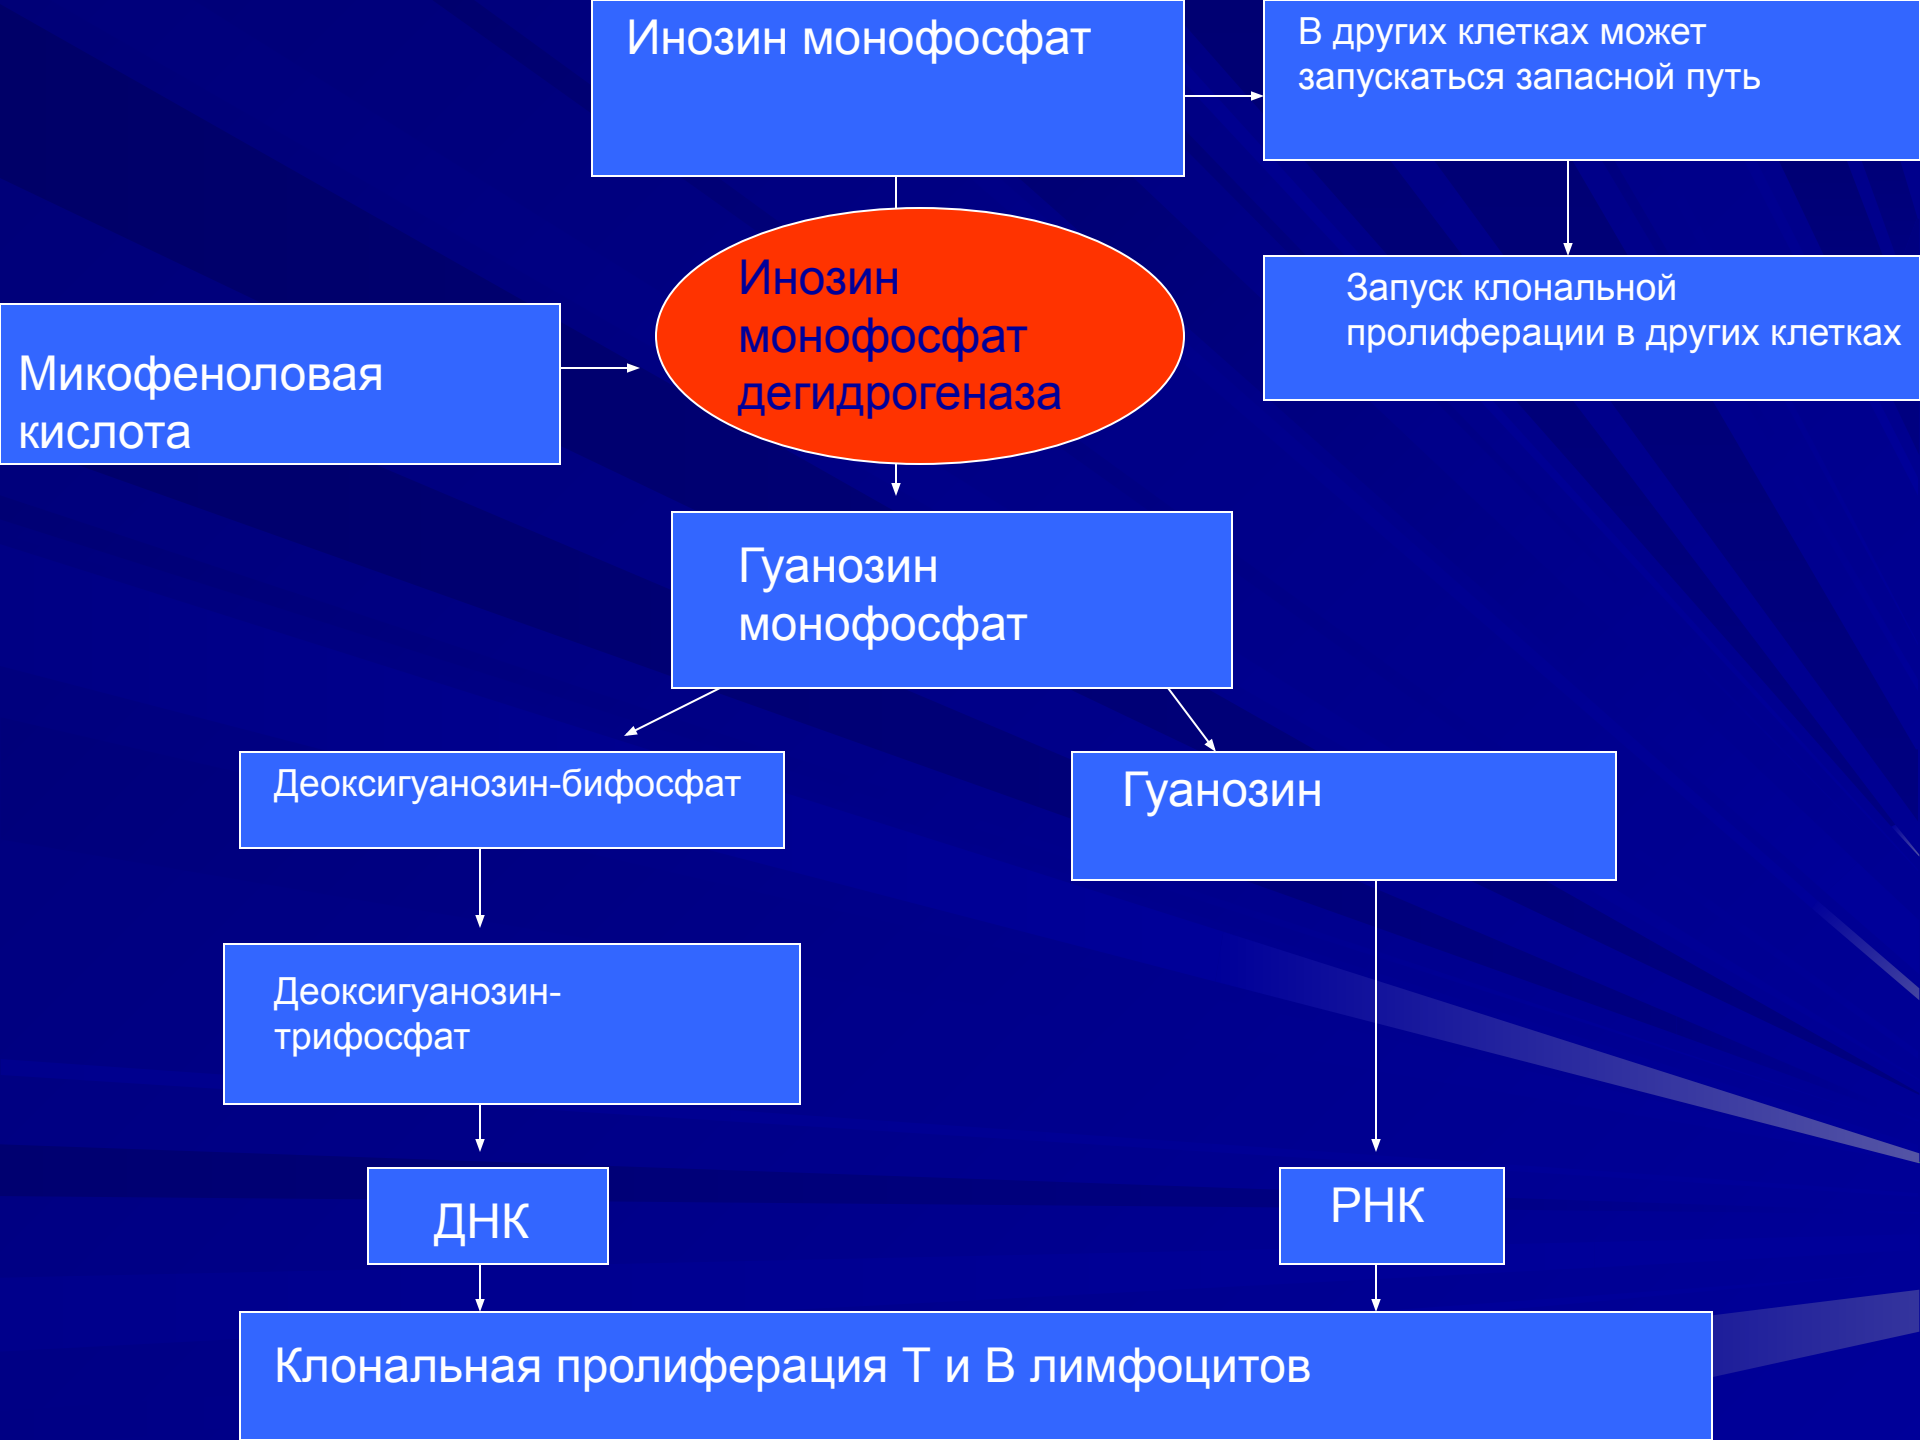 Инозин монофосфат
В других клетках может
запускаться запасной путь
Инозин
монофосфат
дегидрогеназа
Запуск клональной
пролиферации в других клетках
Микофеноловая
кислота
Гуанозин
монофосфат
Деоксигуанозин-бифосфат
Гуанозин
Деоксигуанозин-
трифосфат
ДНК
РНК
Клональная пролиферация Т и В лимфоцитов